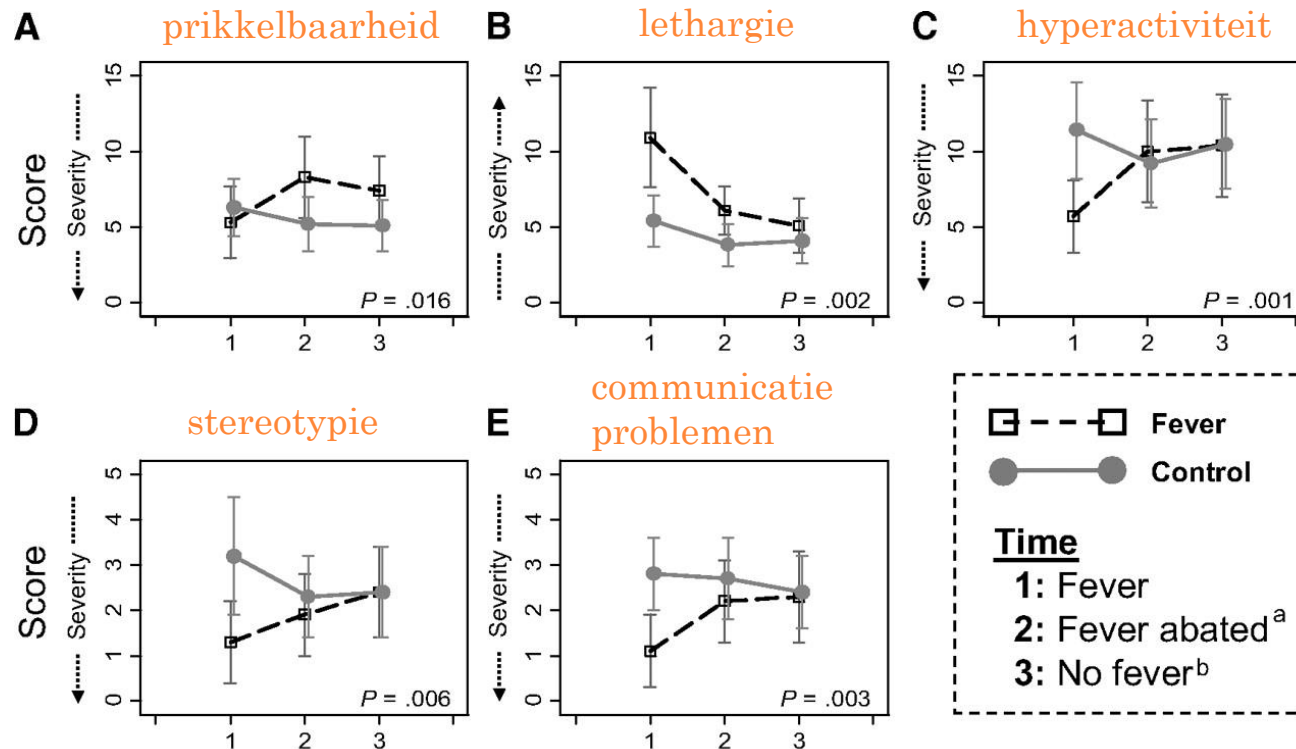 A prikkelbaarheid
Score
Severity
15
10
5
0
P = .016
1 2 3
B lethargie
Severity
15
10
5
0
P = .002
1 2 3
C hyperactiviteit
Severity
15
10
5
0
P = .001
1 2 3
D stereotypie
Score
Severity
5
4
3
2
1
0
P = .006
1 2 3
E communicatie
problemen
Severity
5
4
3
2
1
0
P = .003
1 2 3
Fever
Control
Time
1: Fever
2: Fever abated a
3: No fever b